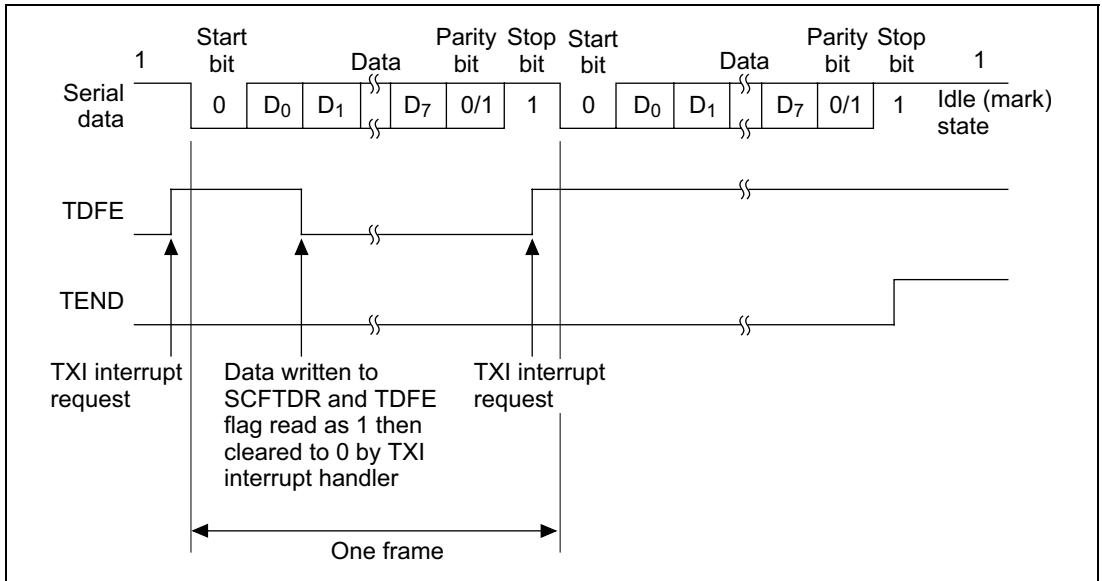 1 Start bit Data Parity bit Stop bit Start bit Data Parity bit Stop bit 1
Serial data 0 D0 D1 D7 0/1 1 0 D0 D1 D7 0/1 1 Idle (mark) state
TDFE
TEND
TXI interrupt request
Data written to
SCFTDR and TDFE
flag read as 1 then
cleared to 0 by TXI
interrupt handler
TXI interrupt
request
One frame